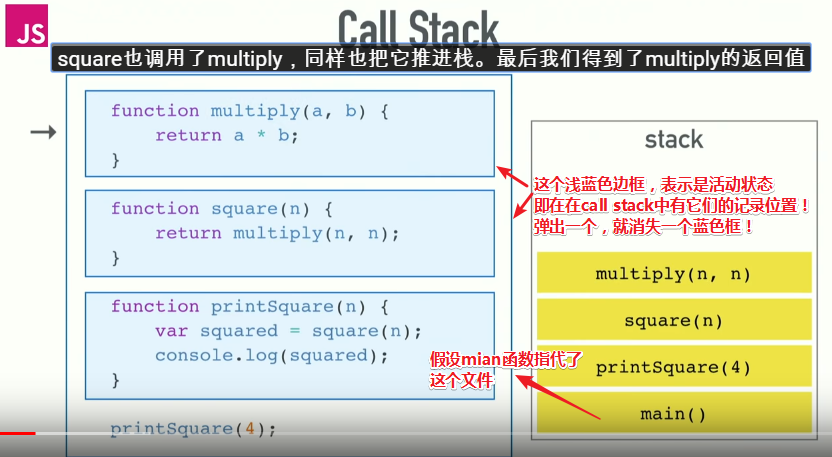 JS
Call Stack
square也调用了multiply，同样也把它推进栈。最后我们得到了multiply的返回值
function multiply(a, b) {
return a * b;
}
function square(n) {
return multiply(n, n);
}
function printSquare(n) {
var squared = square(n);
console.log(squared);
}
printSquare(4);
stack
这个浅蓝色边框，表示是活动状态
即在在call stack中有它们的记录位置！
弹出一个，就消失一个蓝色框！
multiply(n, n)
square(n)
printSquare(4)
main()
假设mian函数指代了
这个文件